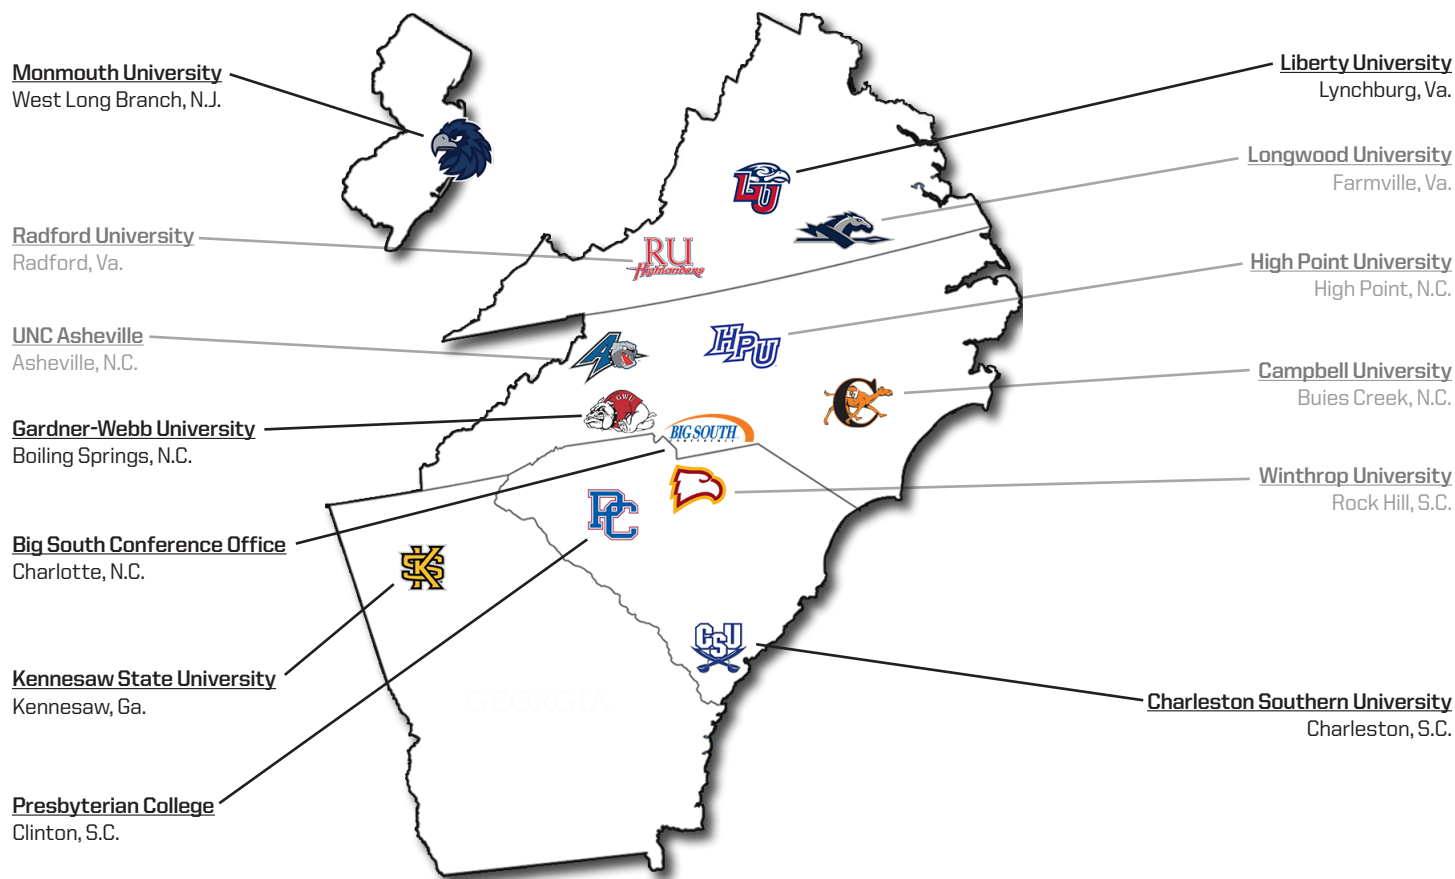 Monmouth University
West Long Branch, N.J.
Radford University
Radford, Va.
UNC Asheville
Asheville, N.C.
Gardner-Webb University
Boiling Springs, N.C.
Big South Conference Office
Charlotte, N.C.
Kennesaw State University
Kennesaw, Ga.
Presbyterian College
Clinton, S.C.
LU
RU
Highlanders
A
HPU
GWU
C
BIG SOUTH
CONFERENCE
PC
KS
CSU
GEORGIA
Liberty University
Lynchburg, Va.
Longwood University
Farmville, Va.
High Point University
High Point, N.C.
Campbell University
Buies Creek, N.C.
Winthrop University
Rock Hill, S.C.
Charleston Southern University
Charleston, S.C.